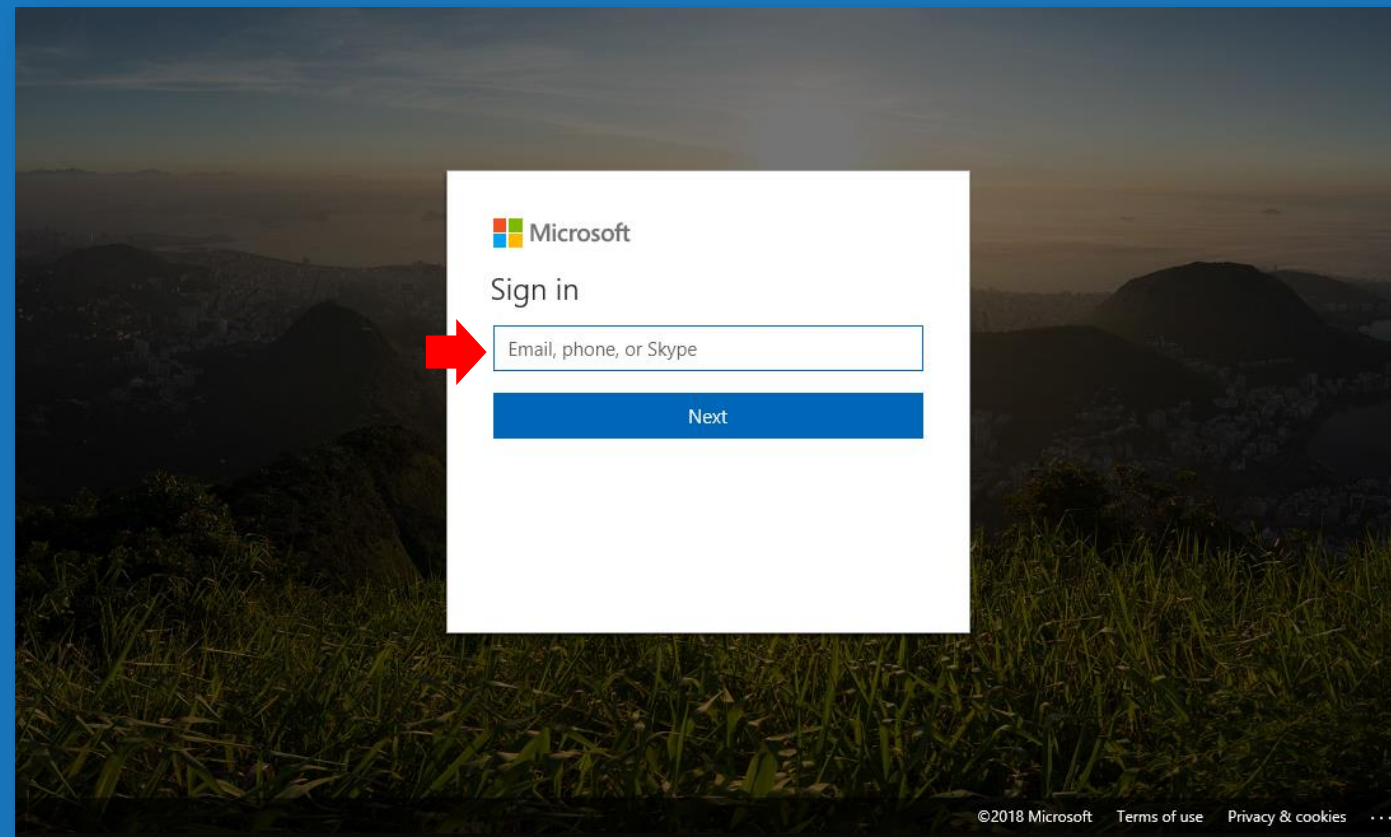 Microsoft
Sign in
Email, phone, or Skype
Next
©2018 Microsoft Terms of use Privacy & cookies ...